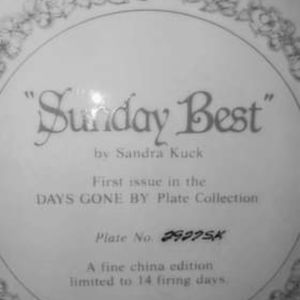 "Sunday Best"
by Sandra Kuck
First issue in the
DAYS GONE BY Plate Collection
Plate No. 2927SK
A fine china edition
limited to 14 firing days.